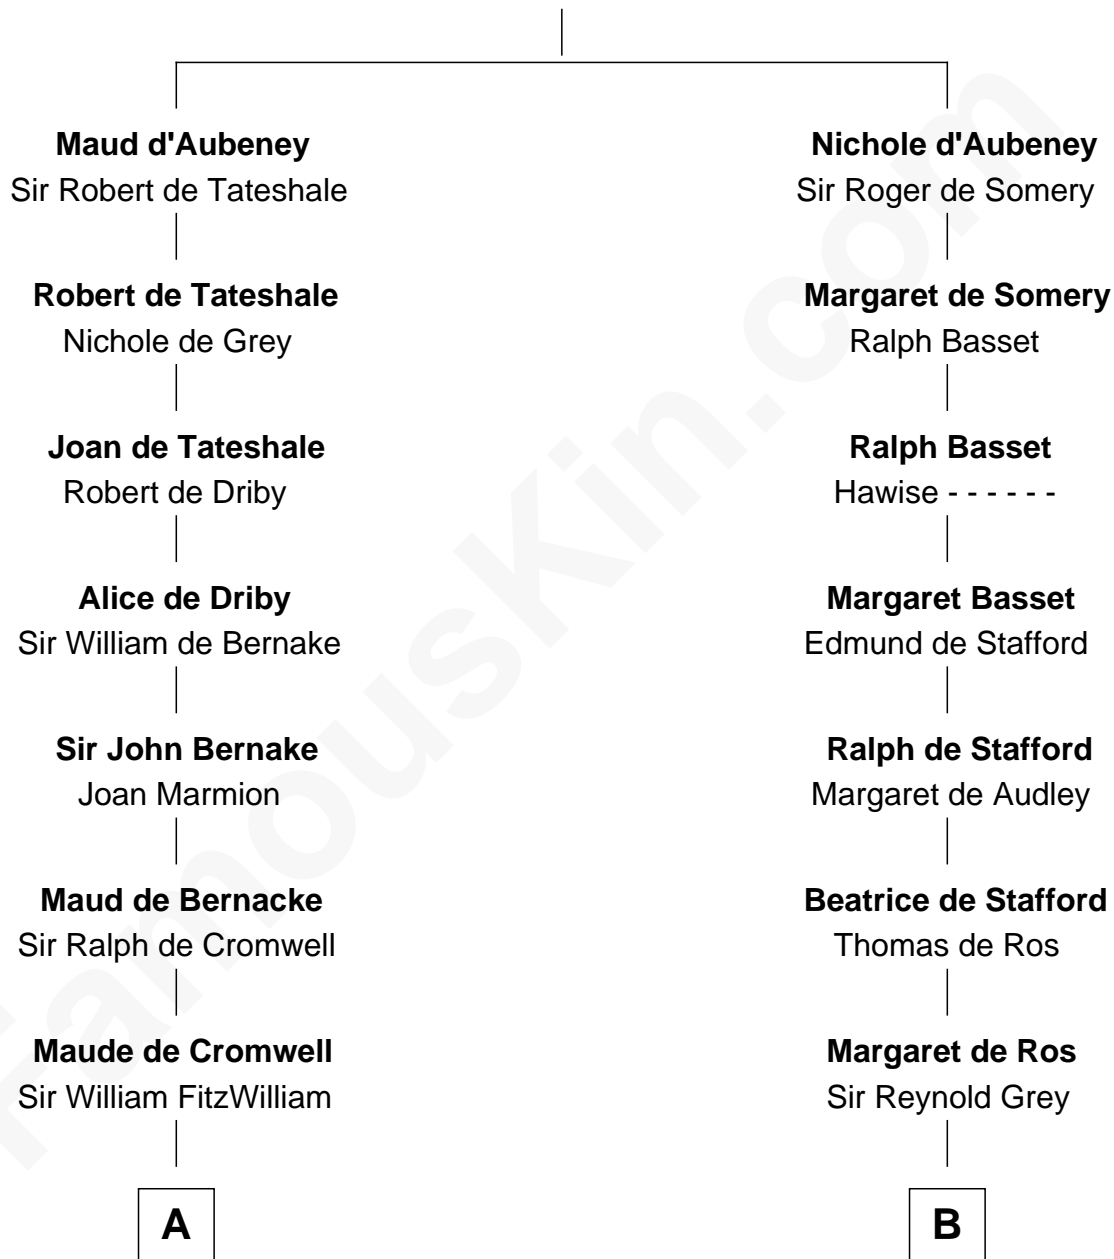 Maud d'Aubeney
Sir Robert de Tateshale
Robert de Tateshale
Nichole de Grey
Joan de Tateshale
Robert de Driby
Alice de Driby
Sir William de Bernake
Sir John Bernake
Joan Marmion
Maud de Bernacke
Sir Ralph de Cromwell
Maude de Cromwell
Sir William FitzWilliam
A
Nichole d'Aubeney
Sir Roger de Somery
Margaret de Somery
Ralph Basset
Ralph Basset
Hawise - - - - - -
Margaret Basset
Edmund de Stafford
Ralph de Stafford
Margaret de Audley
Beatrice de Stafford
Thomas de Ros
Margaret de Ros
Sir Reynold Grey
B
FamousKin.com